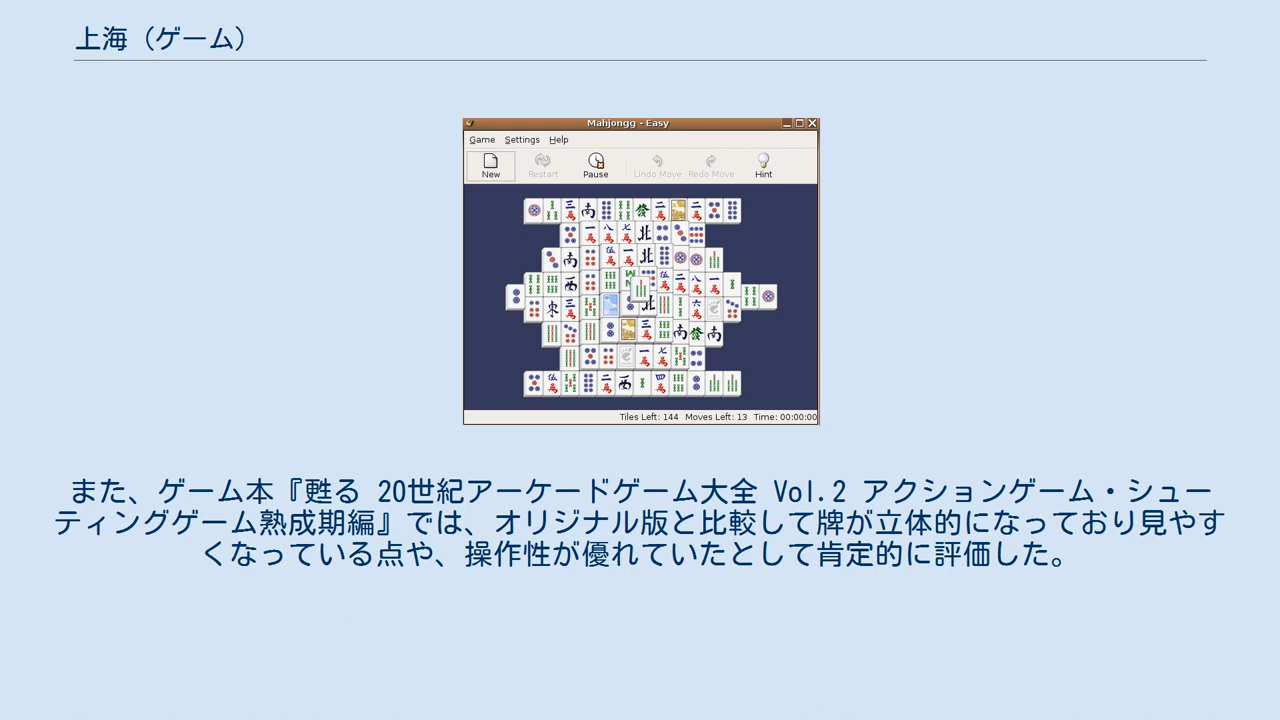 上海（ゲーム）
Mahjongg - Easy
Game Settings Help
New Restart Pause Undo Move Redo Move Hint
Tiles Left: 144 Moves Left: 13 Time: 00:00:00
また、ゲーム本『甦る 20世紀アーケードゲーム大全 Vol.2 アクションゲーム・シュー
ティングゲーム熟成期編』では、オリジナル版と比較して牌が立体的になっており見やす
くなっている点や、操作性が優れていたとして肯定的に評価した。